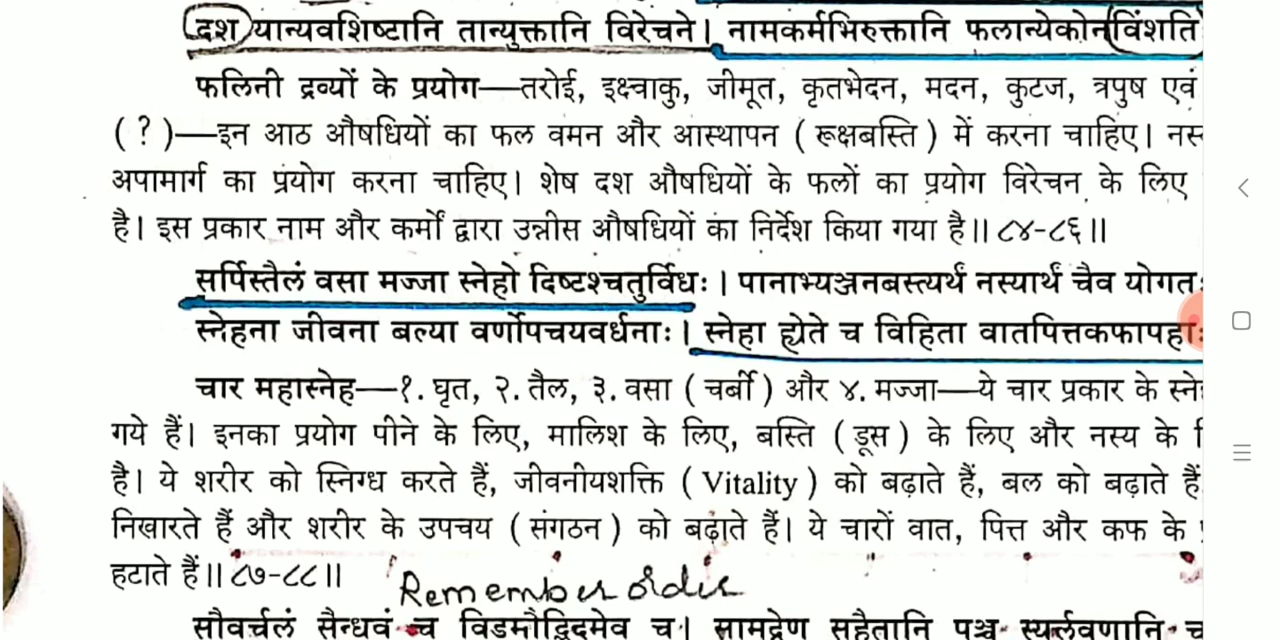 दश यान्यवशिष्टानि तान्युक्तानि विरेचने। नामकर्मभिरुक्तानि फलान्येकोनविंशति
फलिनी द्रव्यों के प्रयोग—तरोई, इक्ष्वाकु, जीमूत, कृतभेदन, मदन, कुटज, त्रपुष एवं
(?)—इन आठ औषधियों का फल वमन और आस्थापन (रूक्षबस्ति) में करना चाहिए। नस
अपामार्ग का प्रयोग करना चाहिए। शेष दश औषधियों के फलों का प्रयोग विरेचन के लिए
है। इस प्रकार नाम और कर्मों द्वारा उन्नीस औषधियों का निर्देश किया गया है॥ ८४-८६॥
सर्पिस्तैलं वसा मज्जा स्नेहो दिष्टश्चतुर्विधः। पानाभ्यञ्जनबस्त्यर्थं नस्यार्थं चैव योगतः
स्नेहना जीवना बल्या वर्णोपचयवर्धनाः। स्नेहा ह्येते च विहिता वातपित्तकफापहाः
चार महास्नेह—१. घृत, २. तैल, ३. वसा (चर्बी) और ४. मज्जा—ये चार प्रकार के स्ने
गये हैं। इनका प्रयोग पीने के लिए, मालिश के लिए, बस्ति (डूस) के लिए और नस्य के
है। ये शरीर को स्निग्ध करते हैं, जीवनीयशक्ति (Vitality) को बढ़ाते हैं, बल को बढ़ाते हैं
निखारते हैं और शरीर के उपचय (संगठन) को बढ़ाते हैं। ये चारों वात, पित्त और कफ के
हटाते हैं॥ ८७-८८॥
Remember order
सौवर्चलं सैन्धवं च विडमौद्भिदमेव च। सामुद्रेण सहैतानि पञ्च स्युर्लवणानि च